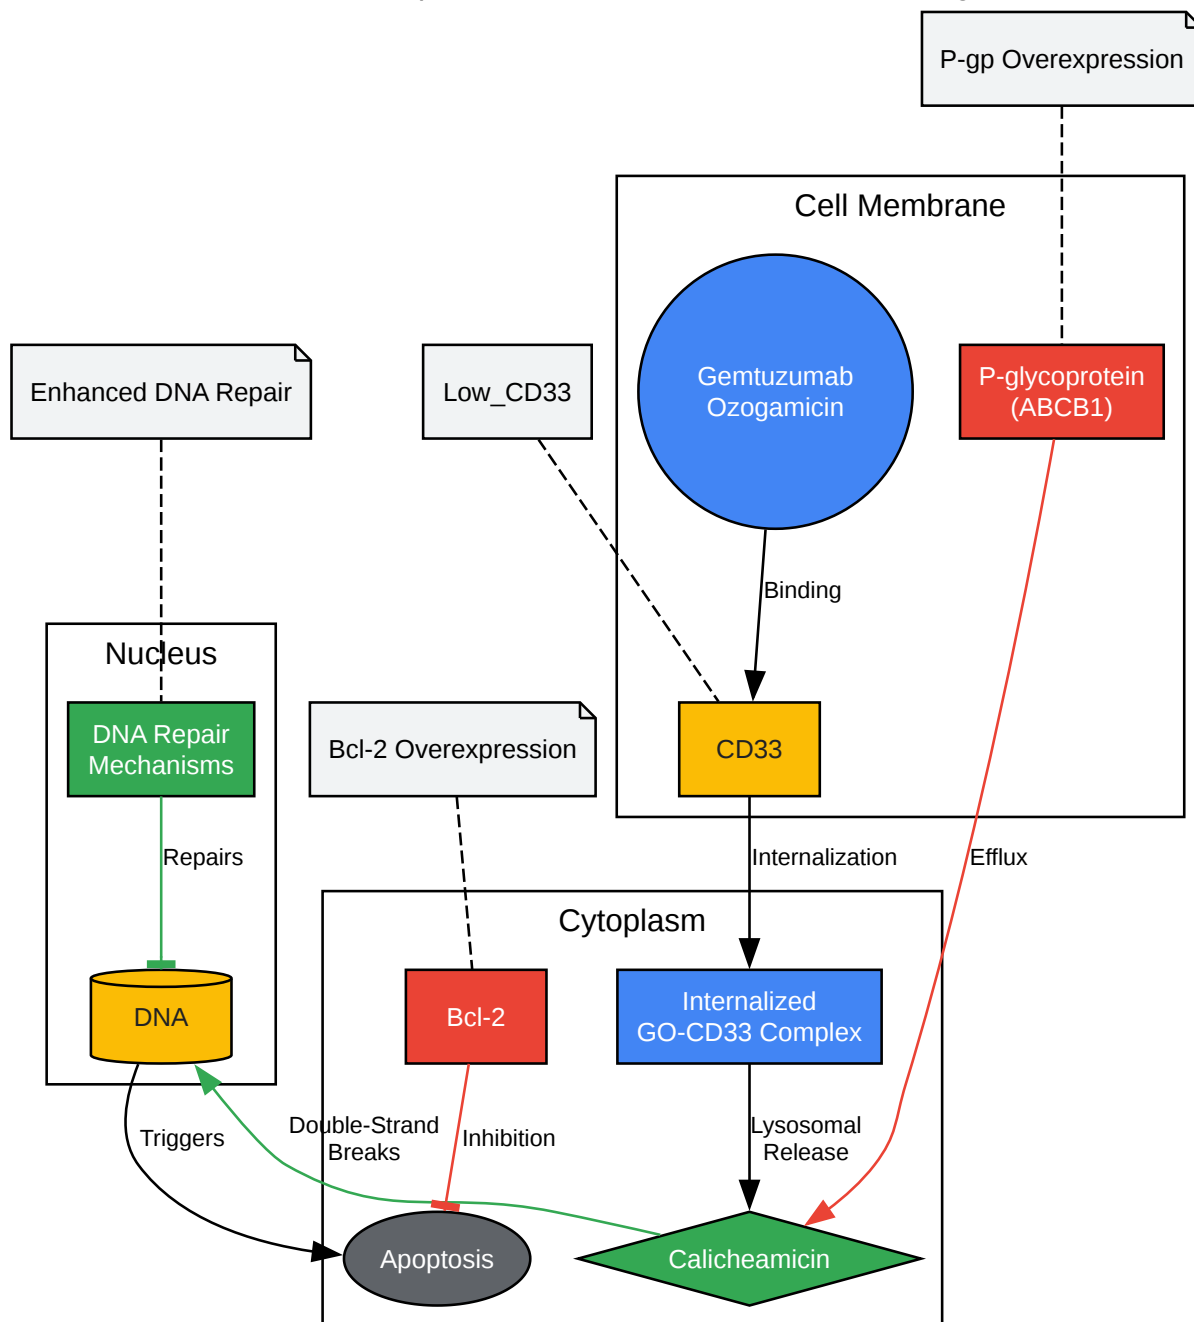 P-gp Overexpression
Cell Membrane
Gemtuzumab
Ozogamicin
P-glycoprotein
(ABCB1)
Enhanced DNA Repair
Low_CD33
Binding
Nucleus
DNA Repair
Mechanisms
Bcl-2 Overexpression
CD33
Repairs
Internalization
Efflux
Cytoplasm
DNA
Bcl-2
Internalized
GO-CD33 Complex
Triggers
Double-Strand
Breaks
Inhibition
Lysosomal
Release
Apoptosis
Calicheamicin